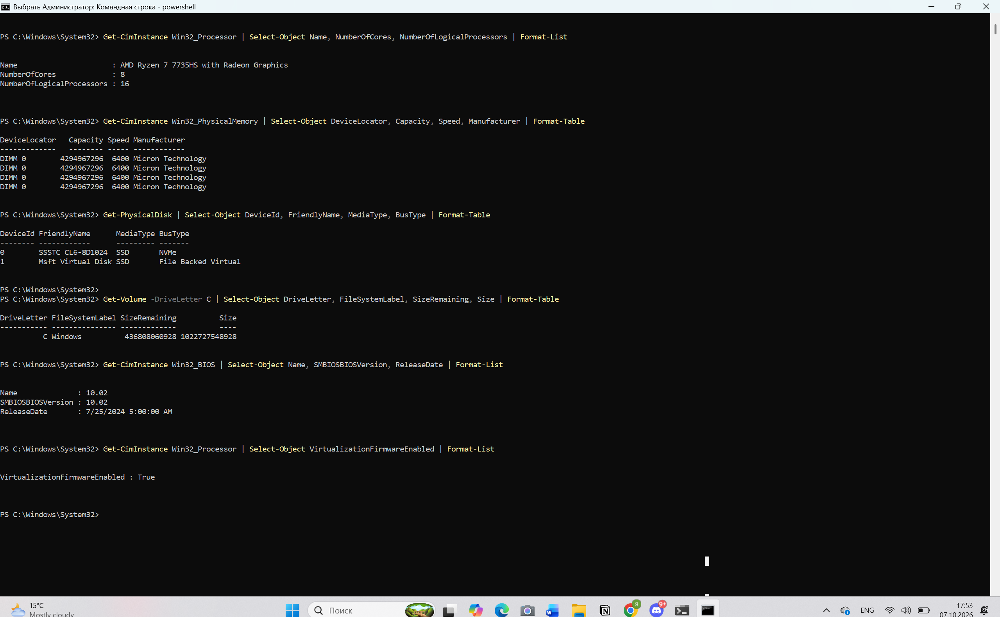 Выбрать Администратор: Командная строка - powershell
PS C:\Windows\System32> Get-CimInstance Win32_Processor | Select-Object Name, NumberOfCores, NumberOfLogicalProcessors | Format-List
Name                      : AMD Ryzen 7 7735HS with Radeon Graphics
NumberOfCores             : 8
NumberOfLogicalProcessors : 16
PS C:\Windows\System32> Get-CimInstance Win32_PhysicalMemory | Select-Object DeviceLocator, Capacity, Speed, Manufacturer | Format-Table
DeviceLocator   Capacity Speed Manufacturer
-------------   -------- ----- ------------
DIMM 0        4294967296  6400 Micron Technology
DIMM 0        4294967296  6400 Micron Technology
DIMM 0        4294967296  6400 Micron Technology
DIMM 0        4294967296  6400 Micron Technology
PS C:\Windows\System32> Get-PhysicalDisk | Select-Object DeviceId, FriendlyName, MediaType, BusType | Format-Table
DeviceId FriendlyName      MediaType BusType
-------- ------------      --------- -------
0        SSSTC CL6-8D1024  SSD       NVMe
1        Msft Virtual Disk SSD       File Backed Virtual
PS C:\Windows\System32>
PS C:\Windows\System32> Get-Volume -DriveLetter C | Select-Object DriveLetter, FileSystemLabel, SizeRemaining, Size | Format-Table
DriveLetter FileSystemLabel SizeRemaining          Size
----------- --------------- -------------          ----
          C Windows          436808060928 1022727548928
PS C:\Windows\System32> Get-CimInstance Win32_BIOS | Select-Object Name, SMBIOSBIOSVersion, ReleaseDate | Format-List
Name              : 10.02
SMBIOSBIOSVersion : 10.02
ReleaseDate       : 7/25/2024 5:00:00 AM
PS C:\Windows\System32> Get-CimInstance Win32_Processor | Select-Object VirtualizationFirmwareEnabled | Format-List
VirtualizationFirmwareEnabled : True
PS C:\Windows\System32>
15°C
Mostly cloudy
Поиск
Я
9+
ENG
17:53
07.10.2026